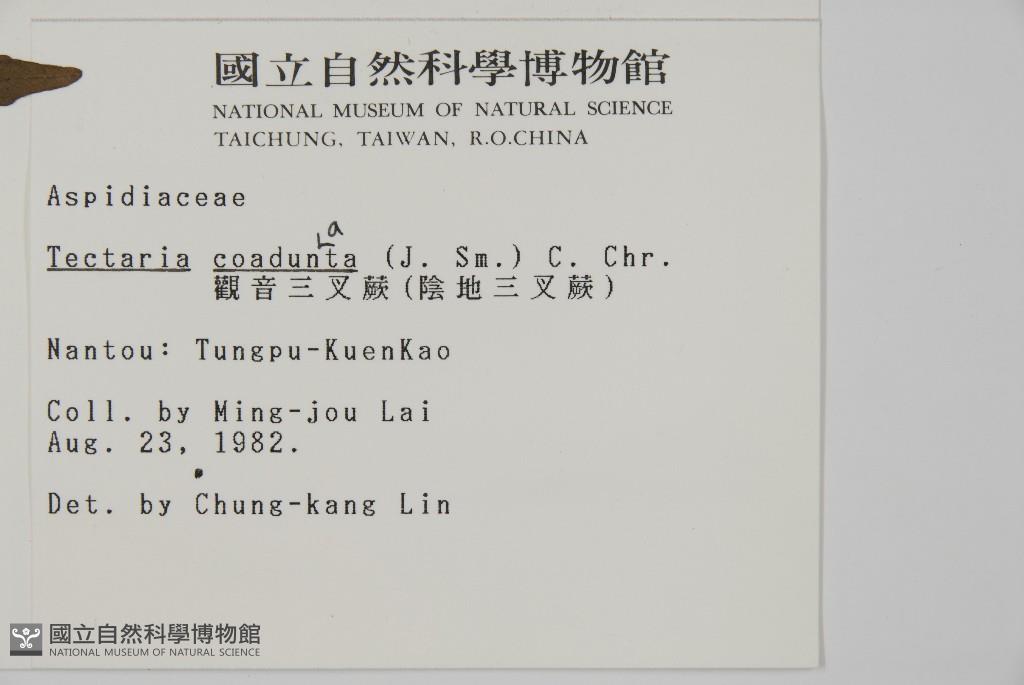 國立自然科學博物館
NATIONAL MUSEUM OF NATURAL SCIENCE
TAICHUNG, TAIWAN, R.O.CHINA
Aspidiaceae
a
Tectaria coadunta (J. Sm.) C. Chr.
觀音三叉蕨(陰地三叉蕨)
Nantou: Tungpu-KuenKao
Coll. by Ming-jou Lai
Aug. 23, 1982.
Det. by Chung-kang Lin
國立自然科學博物館
NATIONAL MUSEUM OF NATURAL SCIENCE